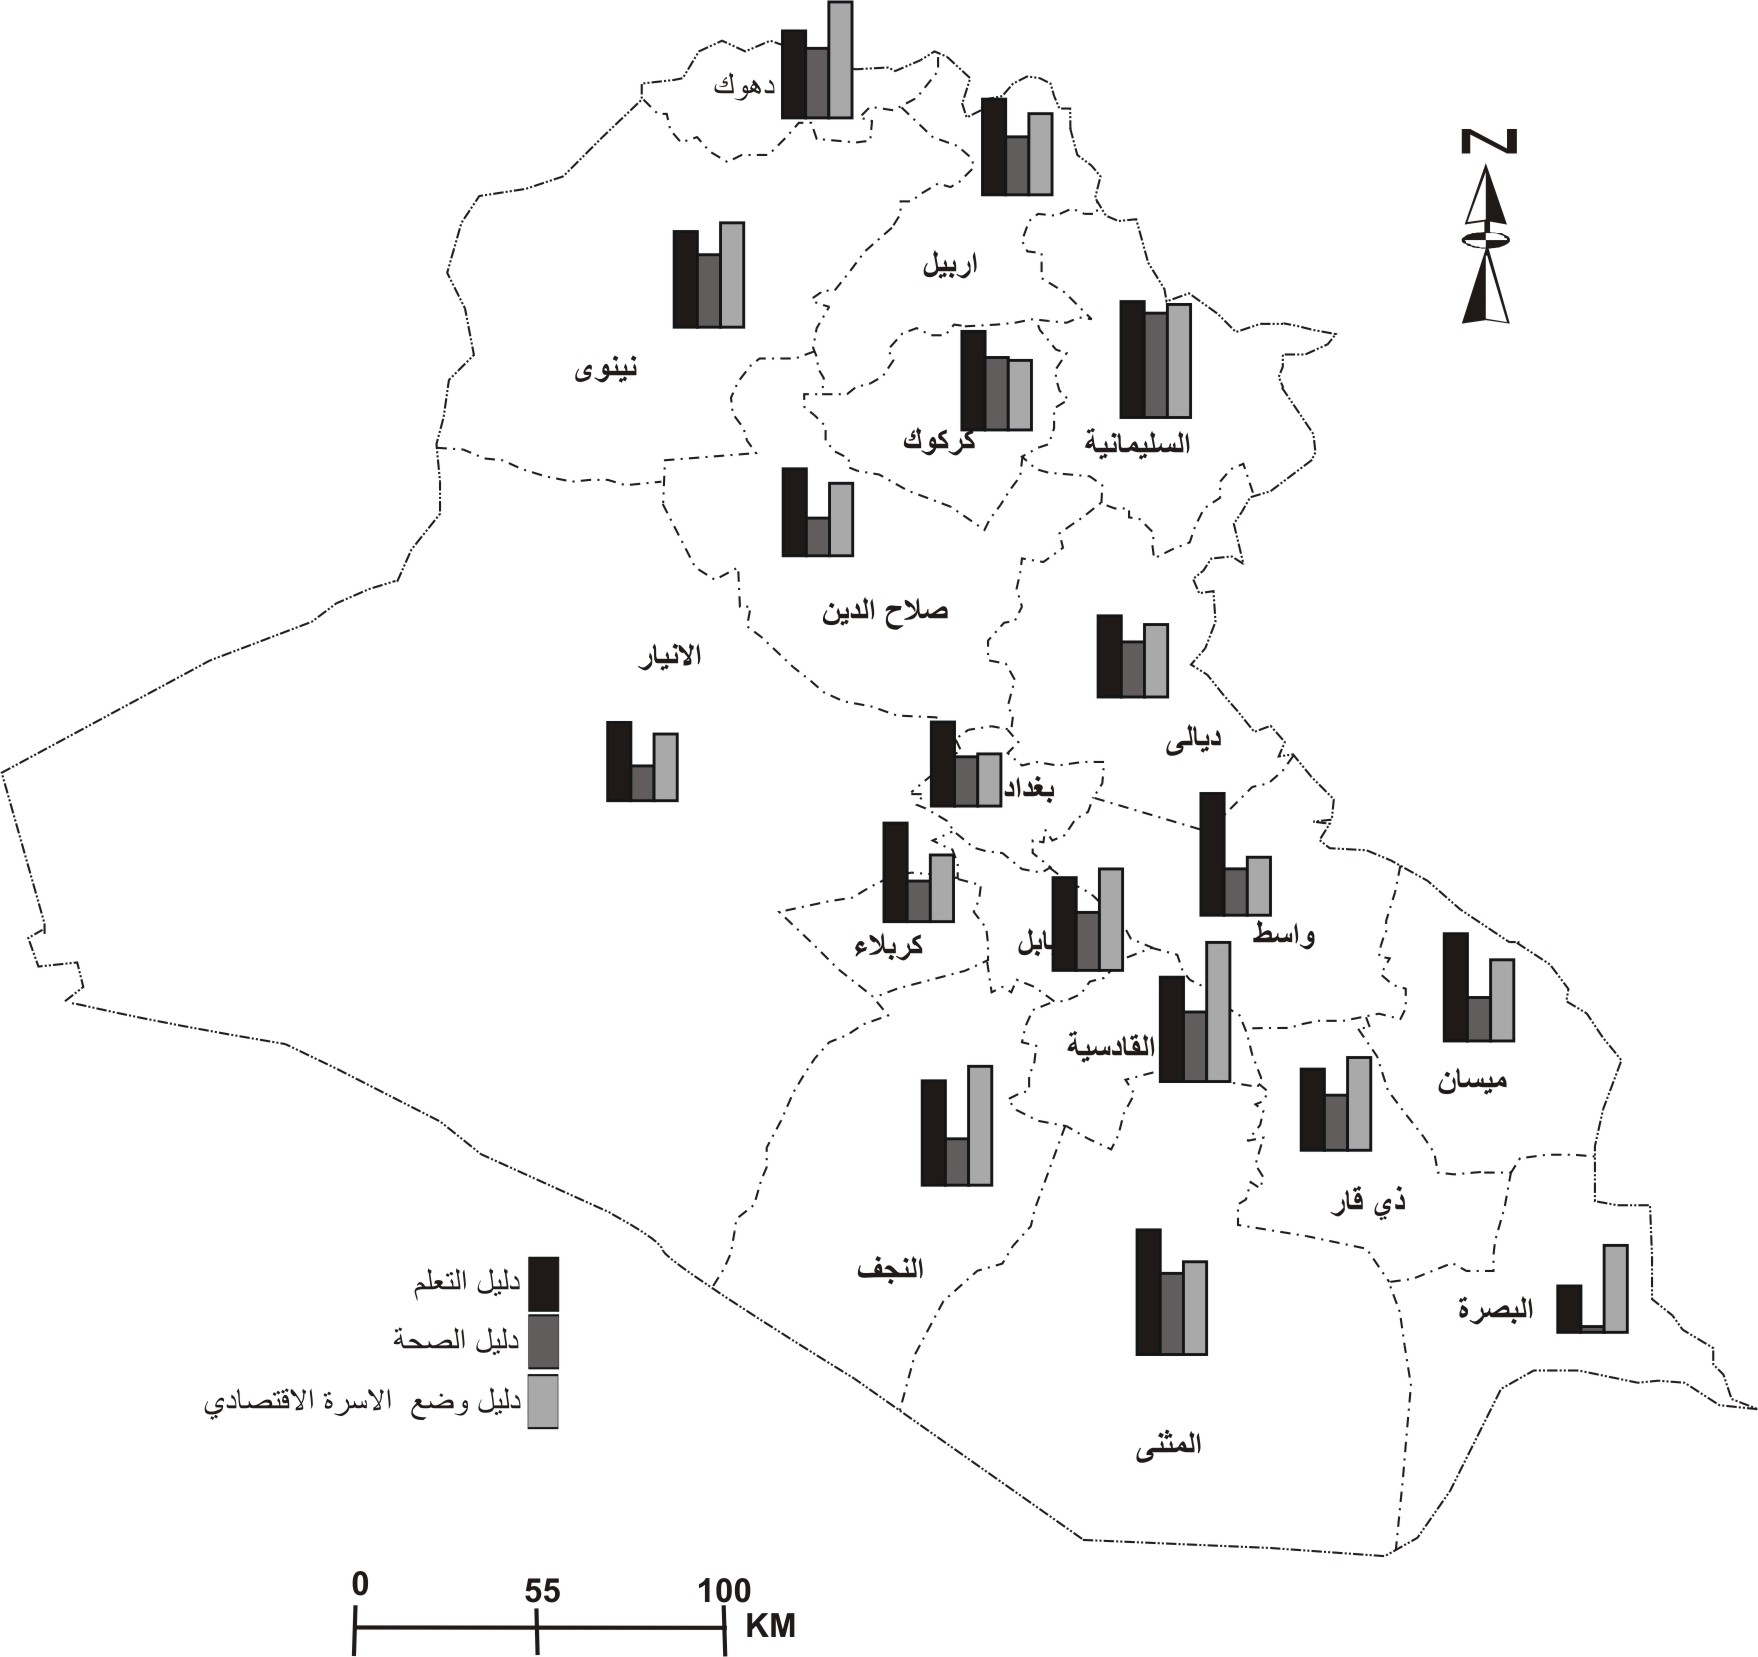 دهوك
N
اربيل
نينوى
كركوك
السليمانية
صلاح الدين
الانبار
ديالى
بغداد
كربلاء
بابل
واسط
القادسية
ميسان
ذي قار
النجف
البصرة
المثنى
دليل التعلم
دليل الصحة
دليل وضع الاسرة الاقتصادي
0 55 100
KM